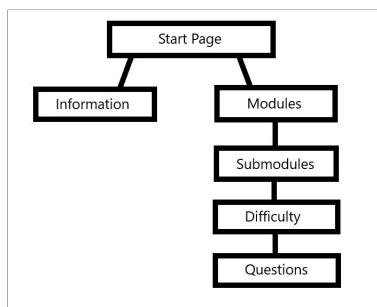 Start Page
Information
Modules
Submodules
Difficulty
Questions